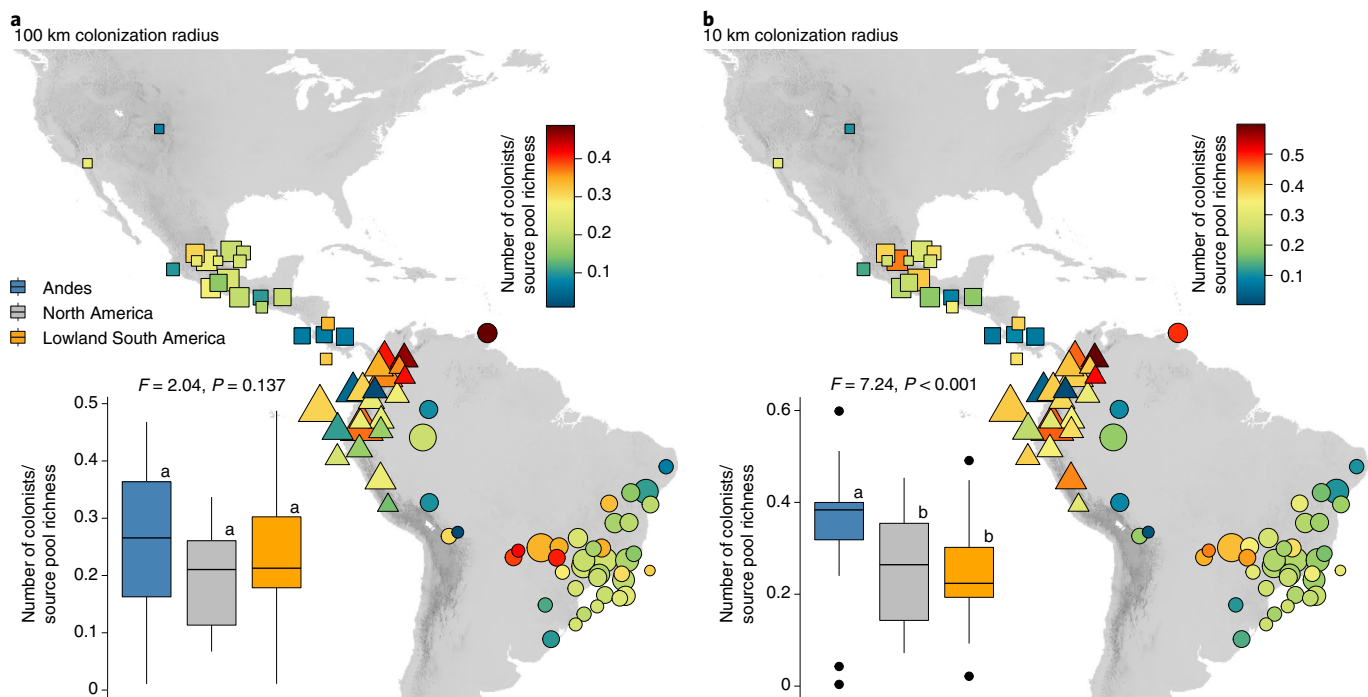 a
100 km colonization radius
Number of colonists/
source pool richness
0.4
0.3
0.2
0.1
Andes
North America
Lowland South America
F = 2.04, P = 0.137
Number of colonists/
source pool richness
0.5
0.4
0.3
0.2
0.1
0
a
a
a
b
10 km colonization radius
Number of colonists/
source pool richness
0.5
0.4
0.3
0.2
0.1
F = 7.24, P < 0.001
Number of colonists/
source pool richness
0.6
0.4
0.2
0
a
b
b